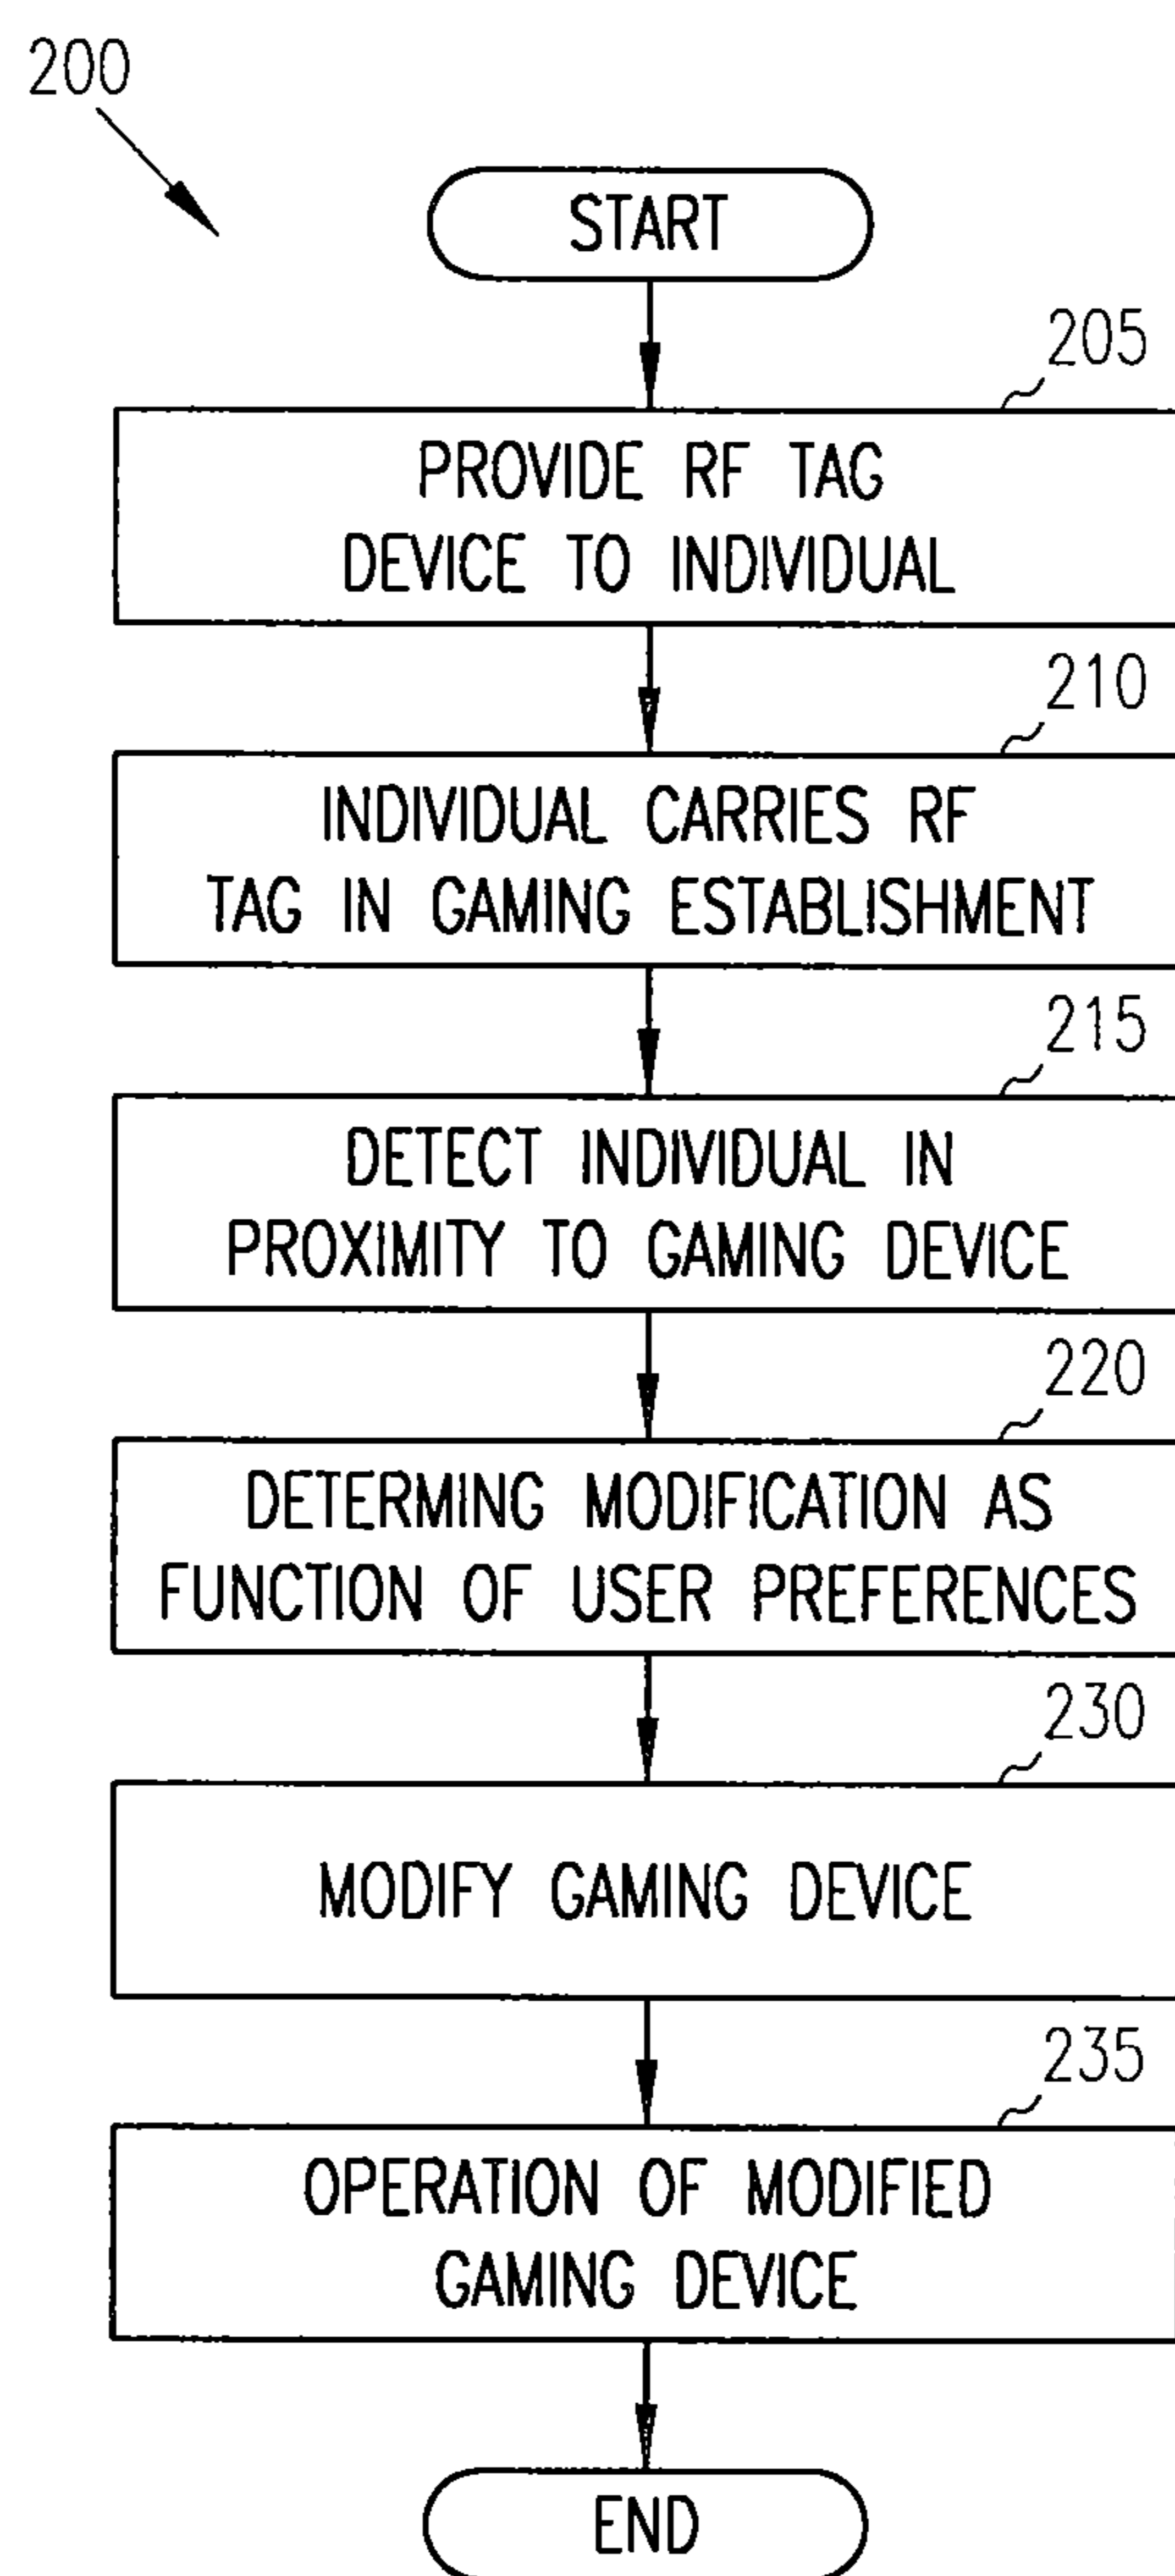 200
START
205
PROVIDE RF TAG
DEVICE TO INDIVIDUAL
210
INDIVIDUAL CARRIES RF
TAG IN GAMING ESTABLISHMENT
215
DETECT INDIVIDUAL IN
PROXIMITY TO GAMING DEVICE
220
DETERMING MODIFICATION AS
FUNCTION OF USER PREFERENCES
230
MODIFY GAMING DEVICE
235
OPERATION OF MODIFIED
GAMING DEVICE
END